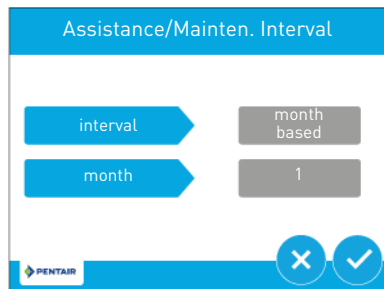 Assistance/Mainten. Interval
interval
month
based
month
1
PENTAIR